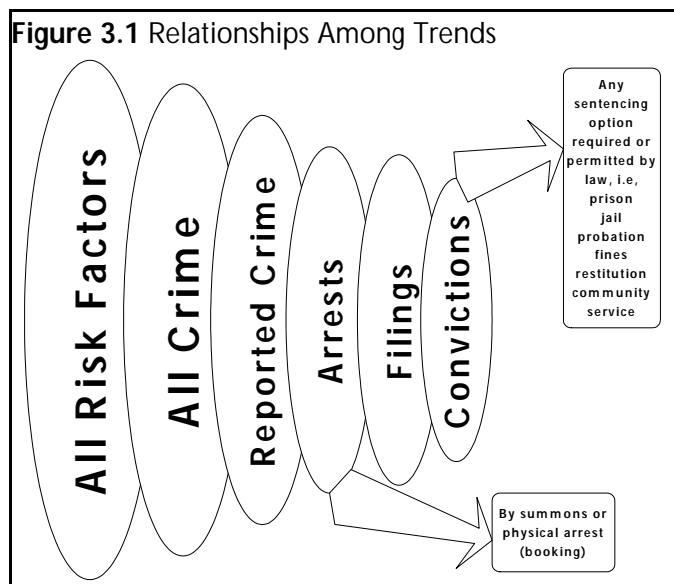 Figure 3.1 Relationships Among Trends
All Risk Factors
All Crime
Reported Crime
Arrests
Filings
Convictions
Any
sentencing
option
required or
permitted by
law, i.e,
prison
jail
probation
fines
restitution
community
service
By summons or
physical arrest
(booking)